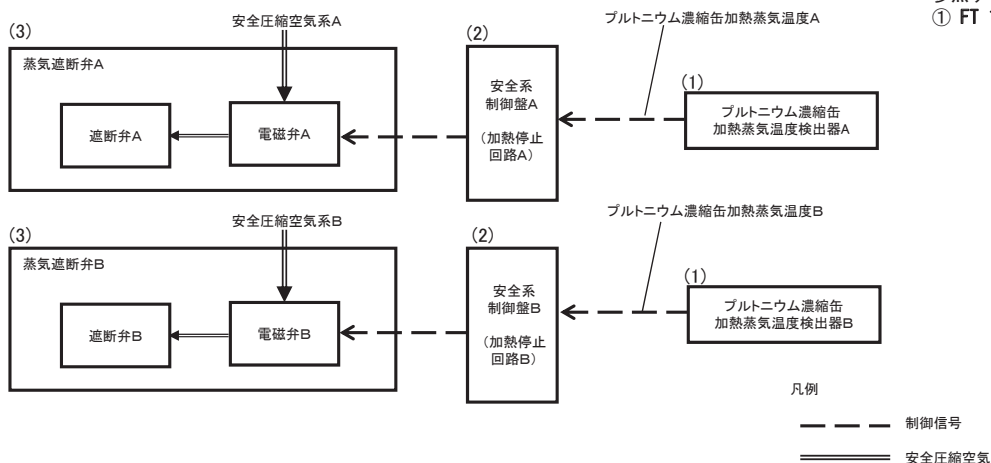 ① FT
安全圧縮空気系A
プルトニウム濃縮缶加熱蒸気温度A
(3)
(2)
(1)
蒸気遮断弁A
遮断弁A
電磁弁A
安全系
制御盤A
(加熱停止
回路A)
プルトニウム濃縮缶
加熱蒸気温度検出器A
安全圧縮空気系B
プルトニウム濃縮缶加熱蒸気温度B
(3)
(2)
(1)
蒸気遮断弁B
遮断弁B
電磁弁B
安全系
制御盤B
(加熱停止
回路B)
プルトニウム濃縮缶
加熱蒸気温度検出器B
凡例
制御信号
安全圧縮空気